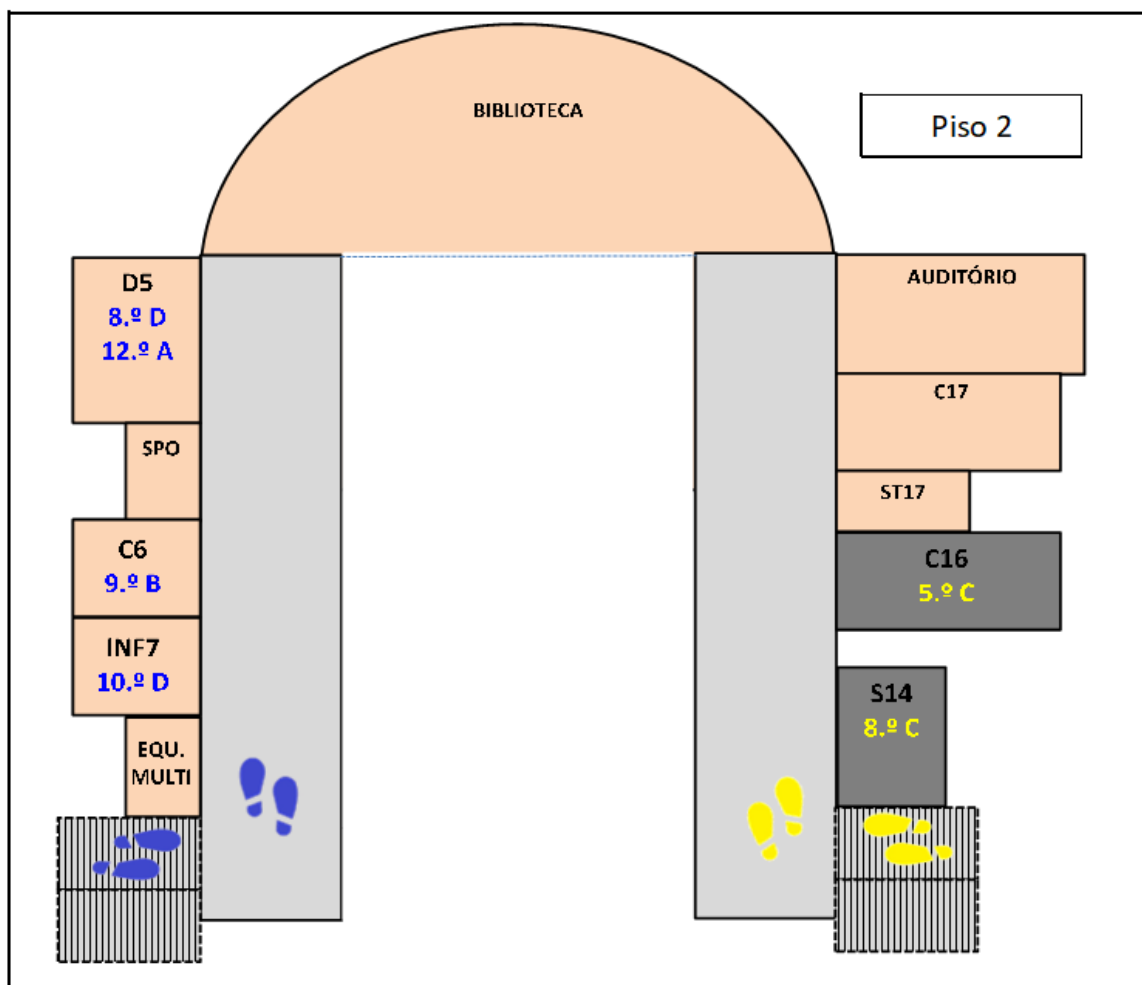 BIBLIOTECA
Piso 2
D5
8.º D
12.º A
SPO
C6
9.º B
INF7
10.º D
EQU.
MULTI
AUDITÓRIO
C17
ST17
C16
5.º C
S14
8.º C